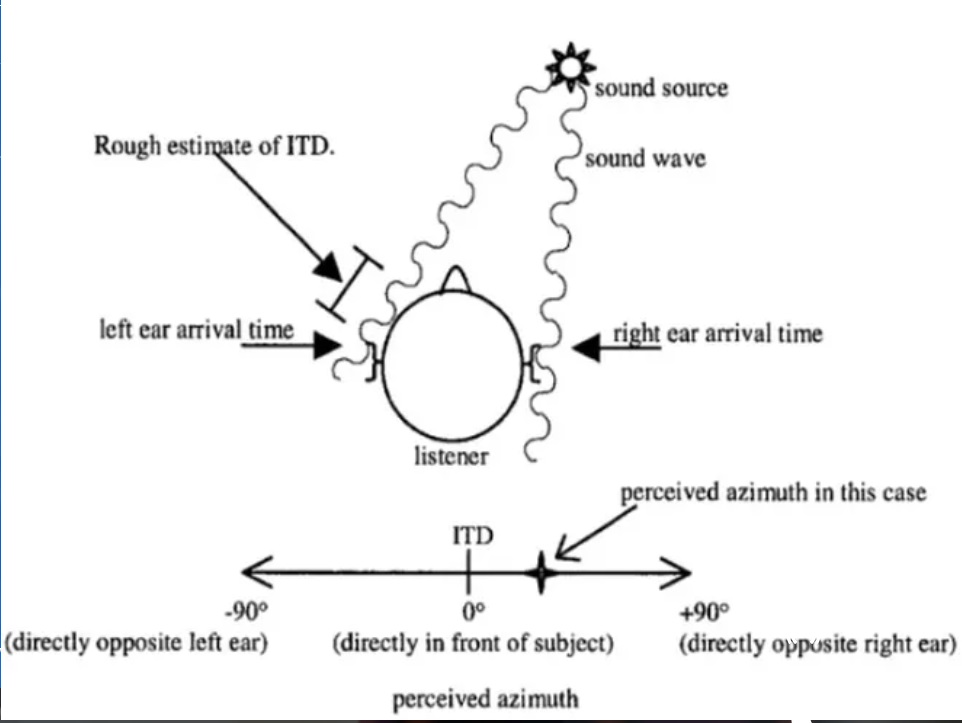 sound source
Rough estimate of ITD.
sound wave
left ear arrival time
right ear arrival time
listener
perceived azimuth in this case
ITD
-90° 0° +90°
(directly opposite left ear) (directly in front of subject) (directly opposite right ear)
perceived azimuth